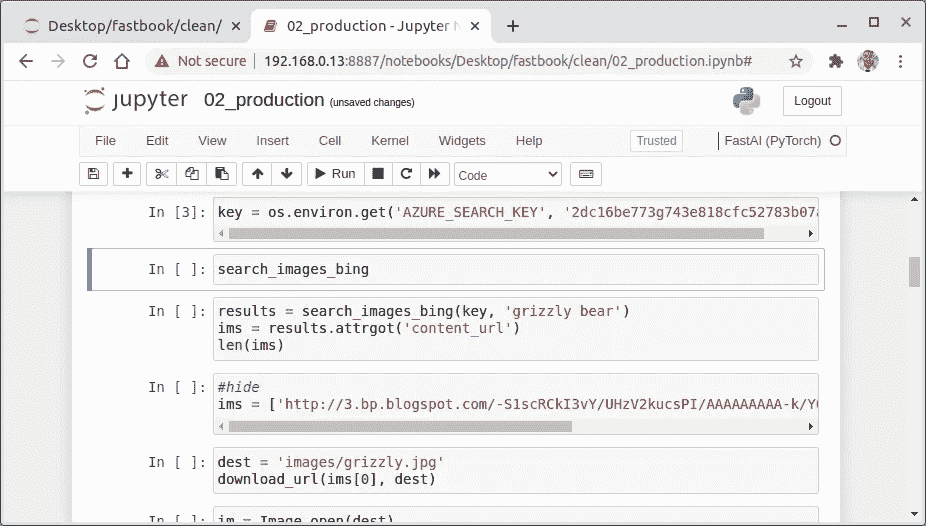 Desktop/fastbook/clean/
02_production - Jupyter N
Not secure | 192.168.0.13:8887/notebooks/Desktop/fastbook/clean/02_production.ipynb#
jupyter 02_production (unsaved changes)
Logout
File Edit View Insert Cell Kernel Widgets Help
Trusted
FastAI (PyTorch)
Run
Code
In [3]: key = os.environ.get('AZURE_SEARCH_KEY', '2dc16be773g743e818cfc52783b07a
In [ ]: search_images_bing
In [ ]: results = search_images_bing(key, 'grizzly bear')
ims = results.attrgot('content_url')
len(ims)
In [ ]: #hide
ims = ['http://3.bp.blogspot.com/-S1scRCkI3vY/UHzV2kucsPI/AAAAAAAAA-k/YQ
In [ ]: dest = 'images/grizzly.jpg'
download_url(ims[0], dest)
In [ ]: im = Image.open(dest)